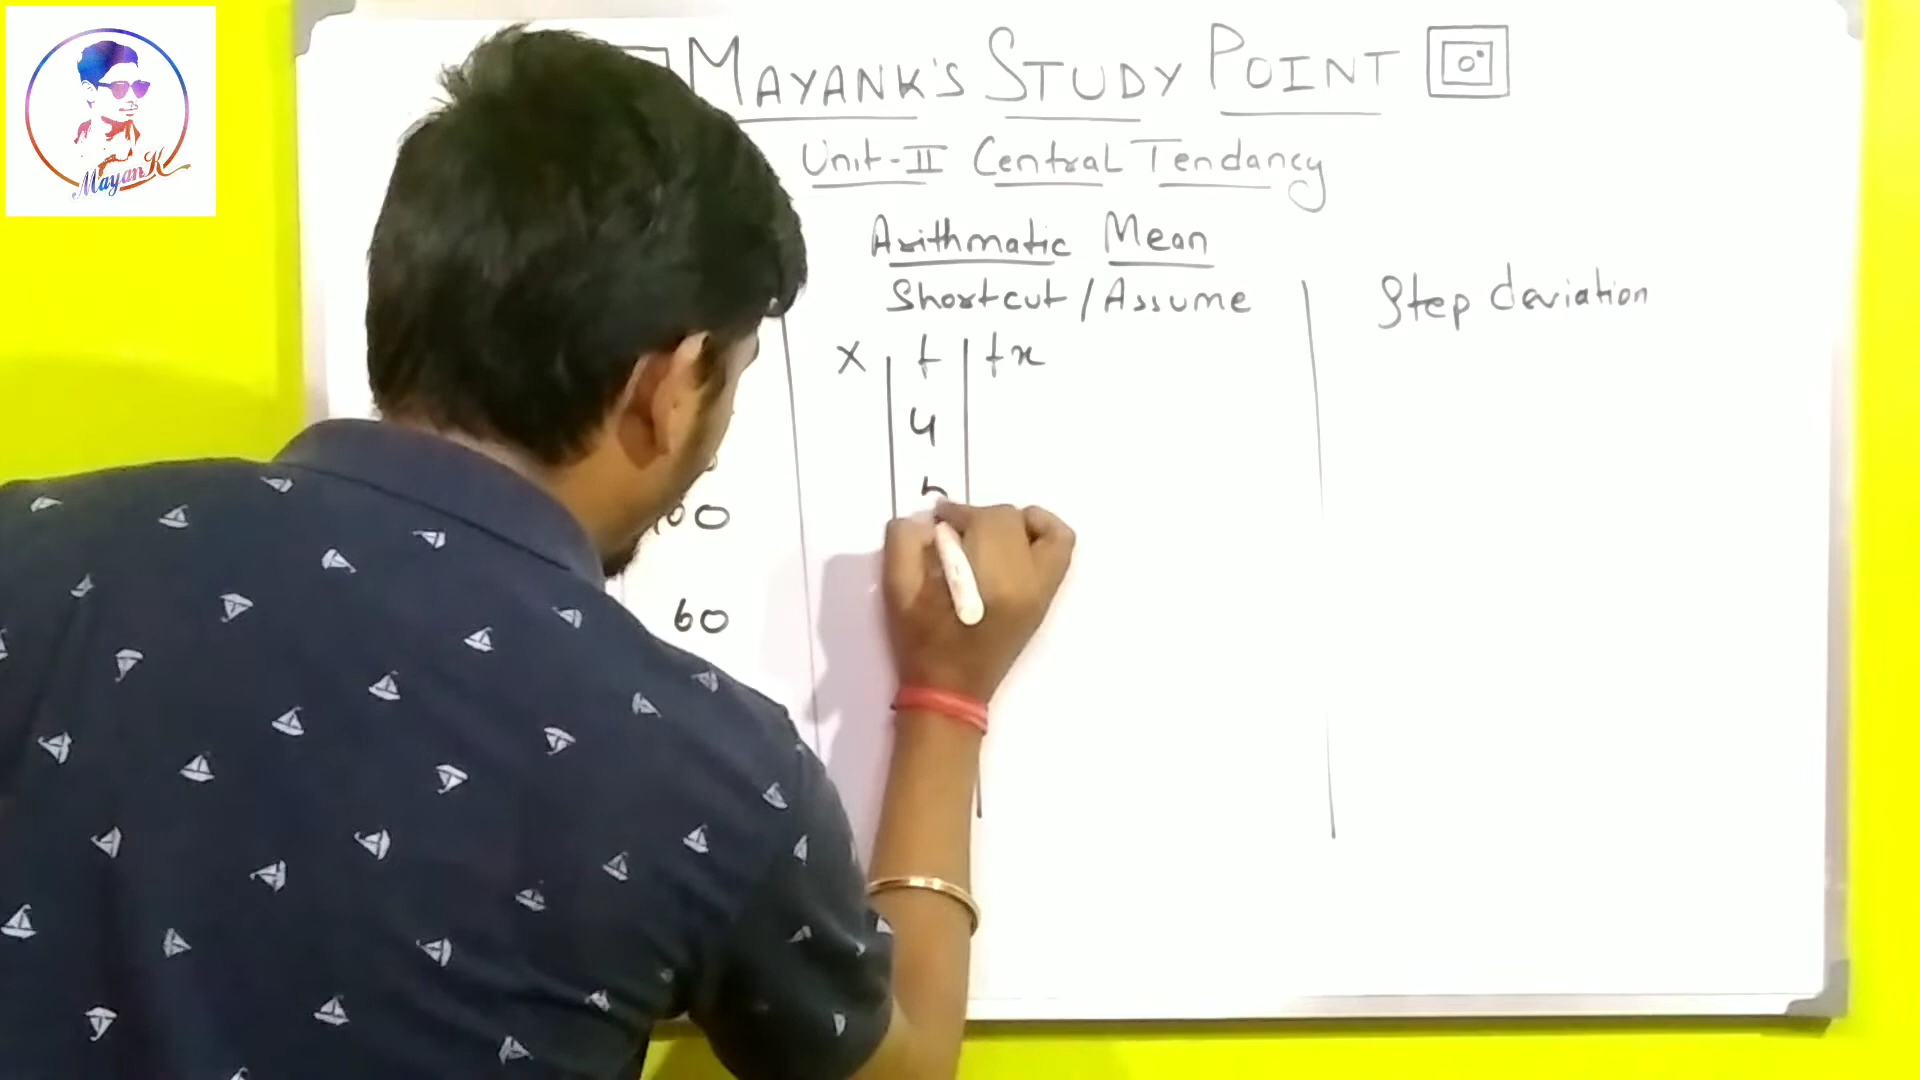 MayanK
MAYANK'S STUDY POINT
Unit-II Central Tendancy
Arithmatic Mean
Shortcut / Assume
Step deviation
X f fx
4
60